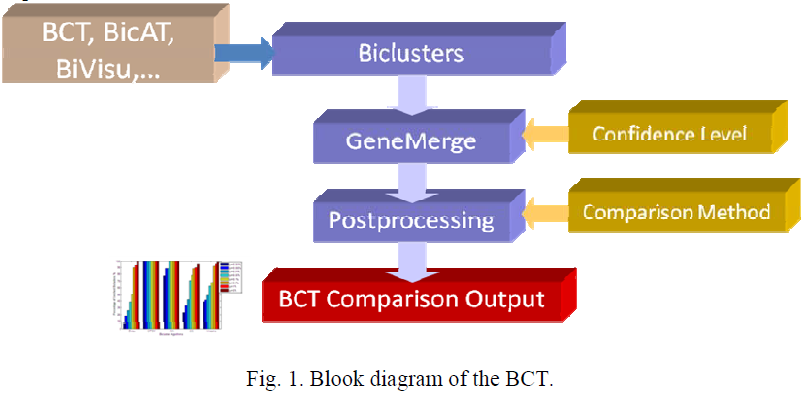 BCT, BicAT,
BiVisu,...
Biclusters
GeneMerge
Confidence Level
Postprocessing
Comparison Method
BCT Comparison Output
Fig. 1. Blook diagram of the BCT.